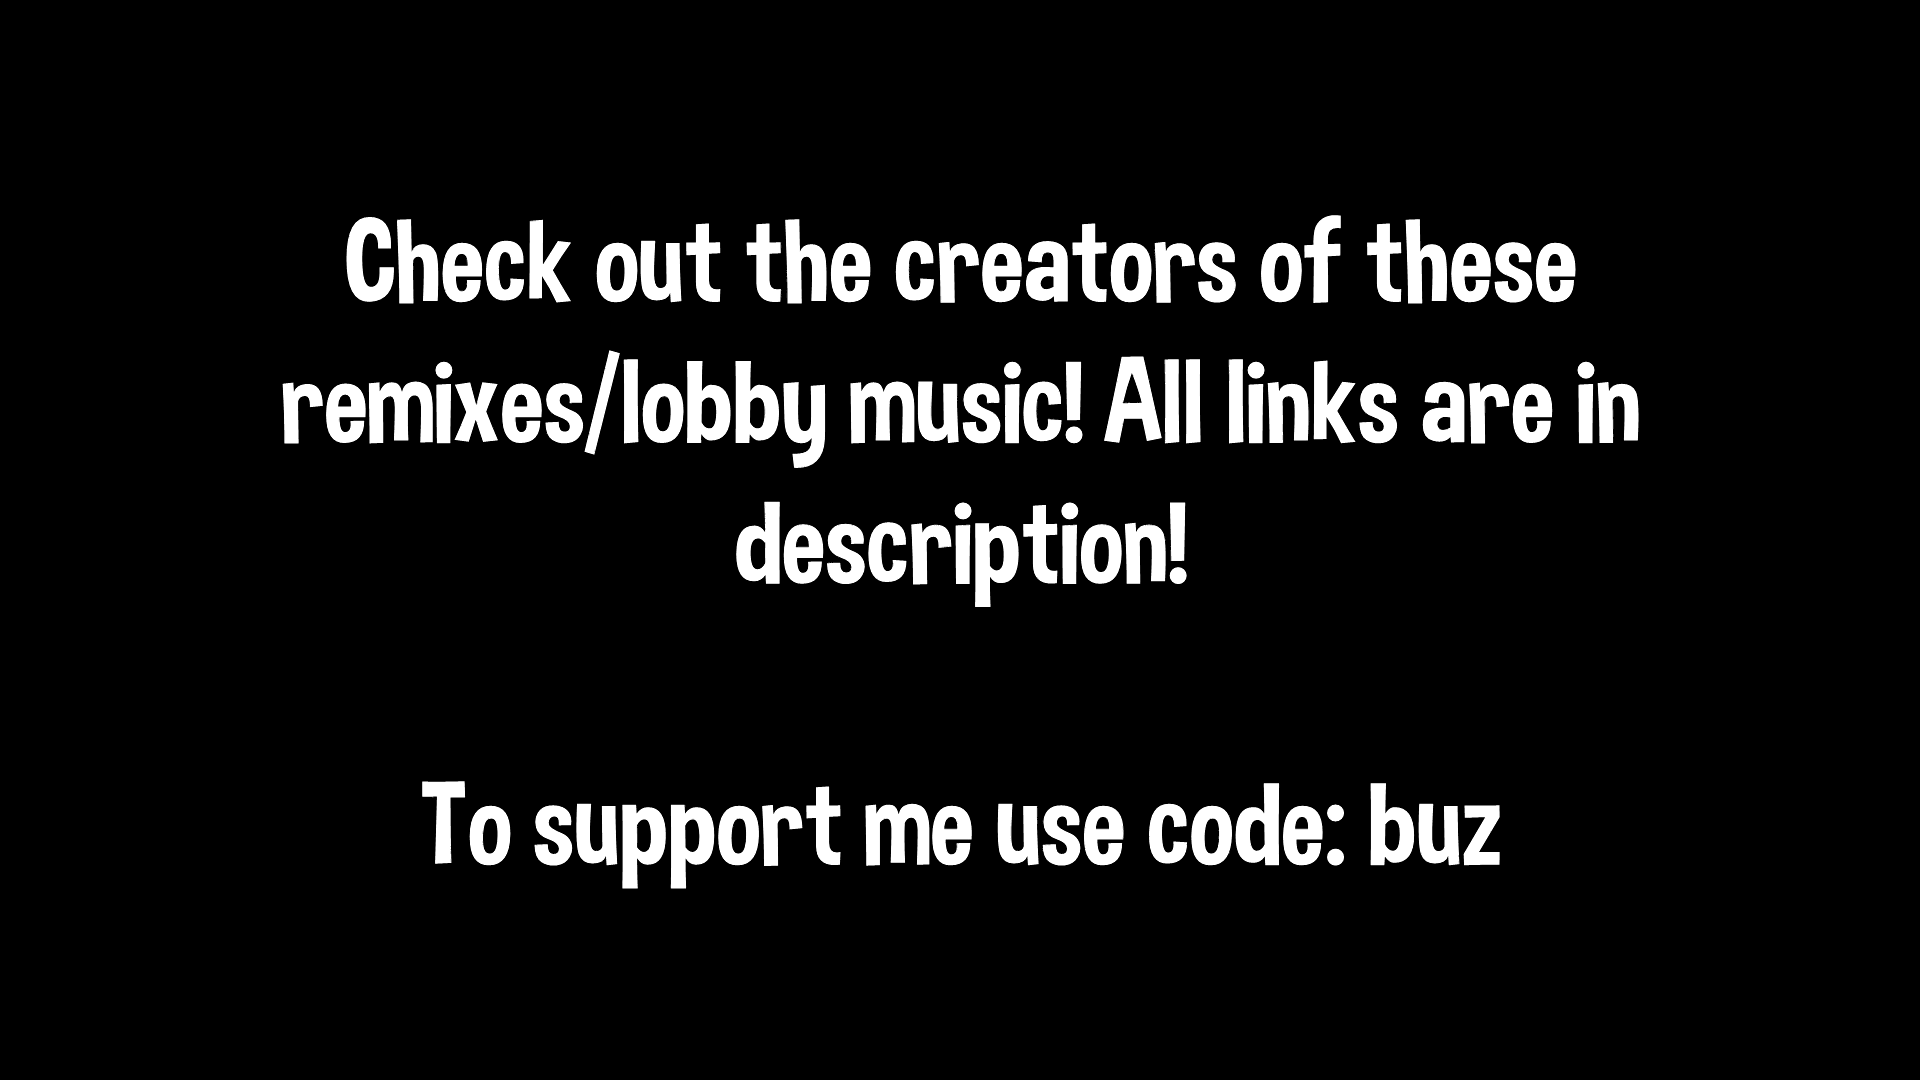 Check out the creators of these
remixes/lobby music! All links are in
description!
To support me use code: buz